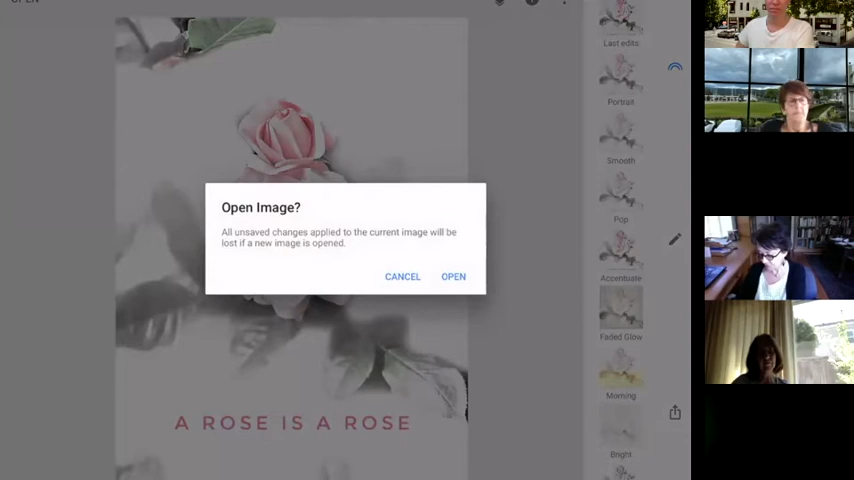 OPEN
Last edits
Portrait
Smooth
Pop
Accentuate
Faded Glow
Morning
Bright
Open Image?
All unsaved changes applied to the current image will be
lost if a new image is opened.
CANCEL OPEN
A ROSE IS A ROSE